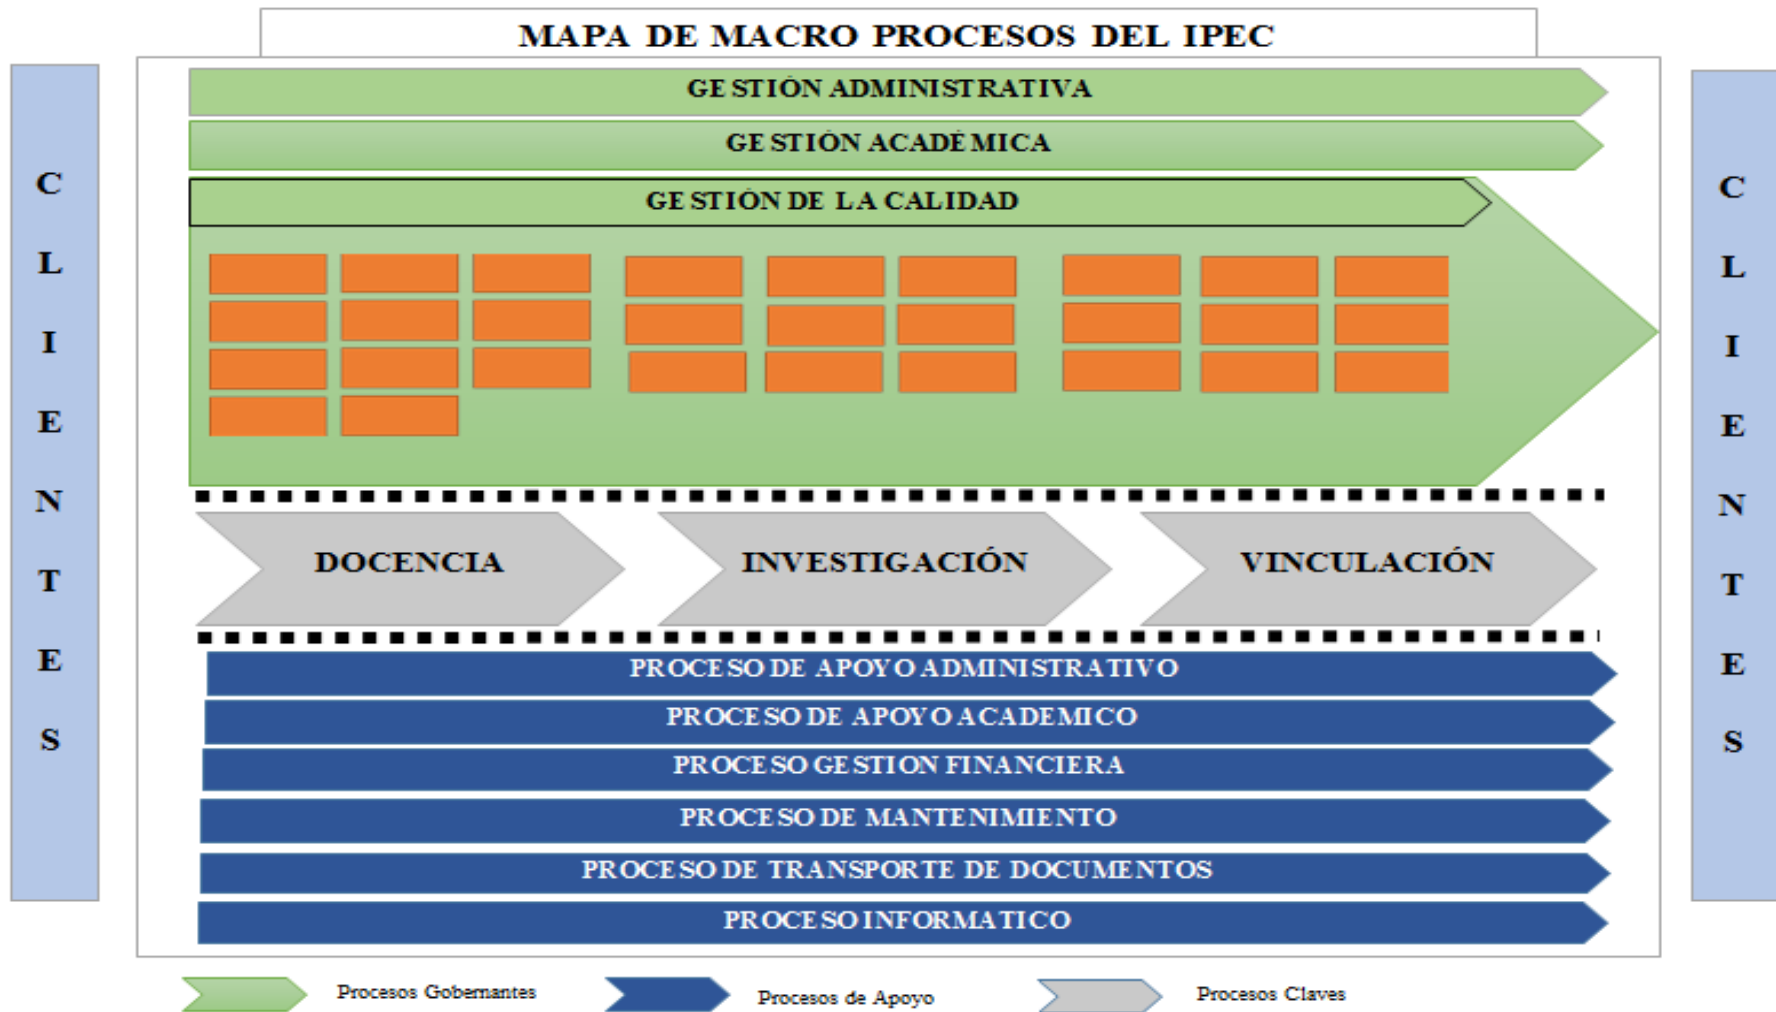 MAPA DE MACRO PROCESOS DEL IPEC
CLIENTES
GESTIÓN ADMINISTRATIVA
GESTIÓN ACADÉMICA
GESTIÓN DE LA CALIDAD
DOCENCIA
INVESTIGACIÓN
VINCULACIÓN
PROCESO DE APOYO ADMINISTRATIVO
PROCESO DE APOYO ACADEMICO
PROCESO GESTION FINANCIERA
PROCESO DE MANTENIMIENTO
PROCESO DE TRANSPORTE DE DOCUMENTOS
PROCESO INFORMATICO
CLIENTES
Procesos Gobernantes
Procesos de Apoyo
Procesos Claves